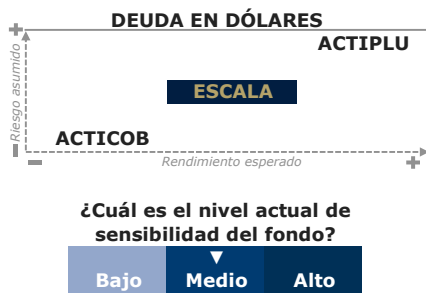 DEUDA EN DÓLARES
ACTIPLU
Riesgo asumido
ESCALA
ACTICOB
Rendimiento esperado
¿Cuál es el nivel actual de
sensibilidad del fondo?
Bajo Medio Alto